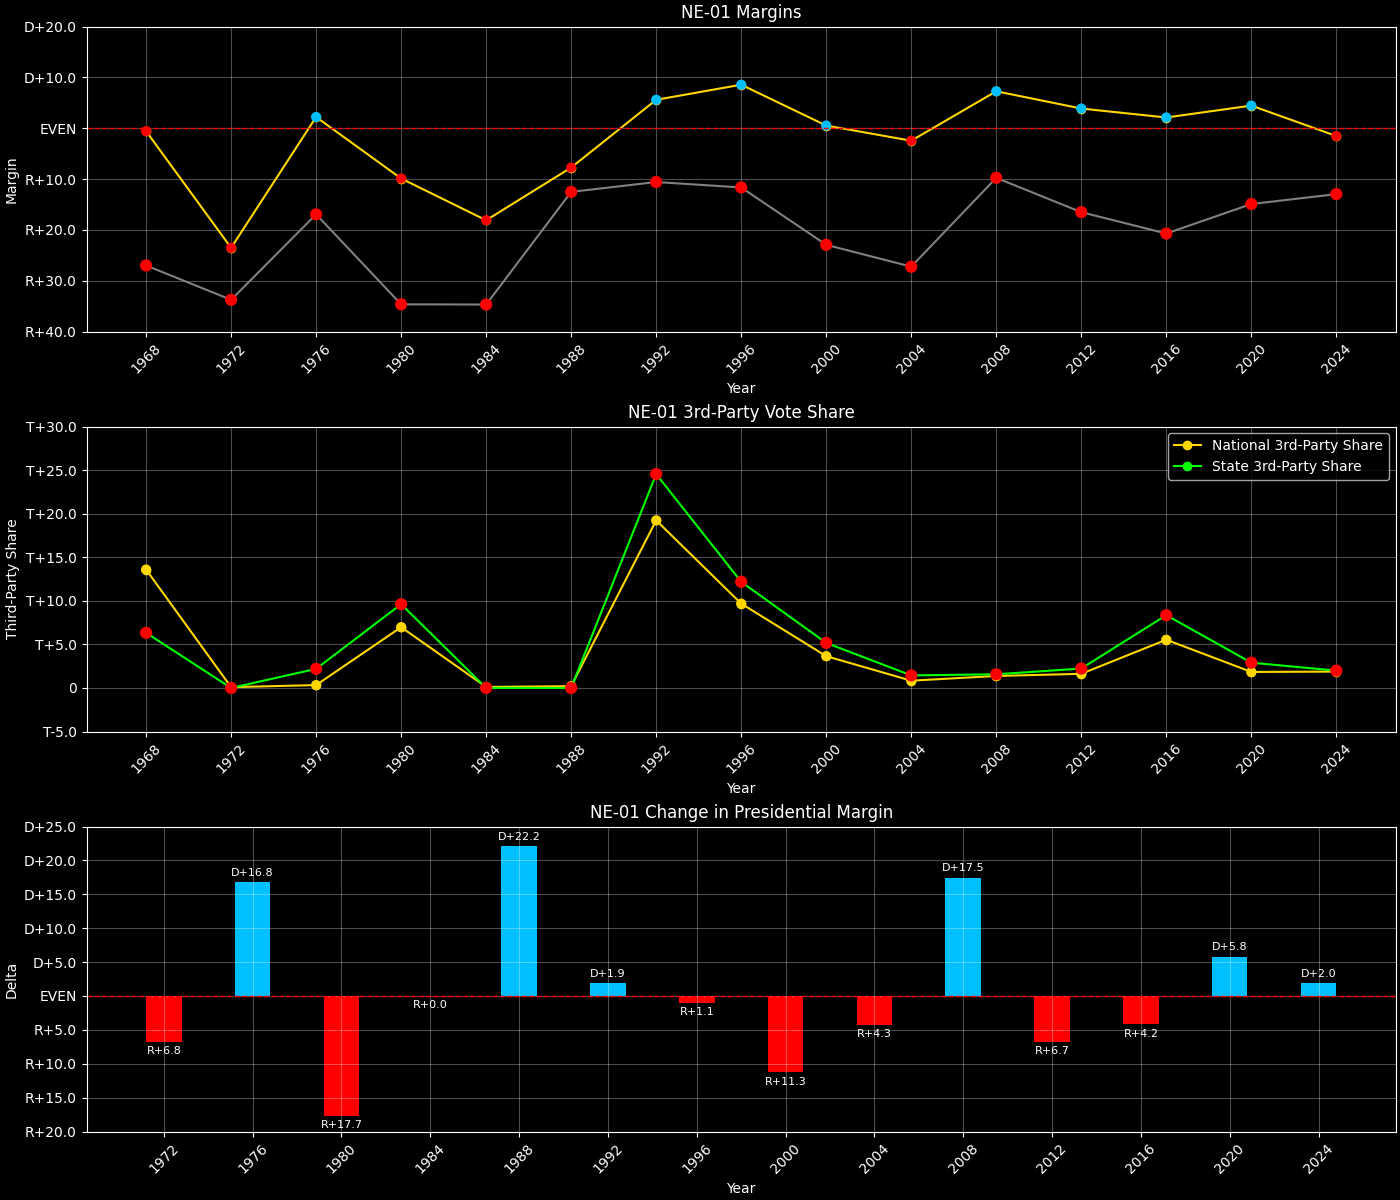 NE-01 Margins
D+20.0
D+10.0
EVEN
R+10.0
R+20.0
R+30.0
R+40.0
Margin
1968
1972
1976
1980
1984
1988
1992
1996
2000
2004
2008
2012
2016
2020
2024
Year
NE-01 3rd-Party Vote Share
T+30.0
T+25.0
T+20.0
T+15.0
T+10.0
T+5.0
0
T-5.0
Third-Party Share
National 3rd-Party Share
State 3rd-Party Share
1968
1972
1976
1980
1984
1988
1992
1996
2000
2004
2008
2012
2016
2020
2024
Year
NE-01 Change in Presidential Margin
D+25.0
D+20.0
D+15.0
D+10.0
D+5.0
EVEN
R+5.0
R+10.0
R+15.0
R+20.0
Delta
R+6.8
D+16.8
R+17.7
R+0.0
D+22.2
D+1.9
R+1.1
R+11.3
R+4.3
D+17.5
R+6.7
R+4.2
D+5.8
D+2.0
1972
1976
1980
1984
1988
1992
1996
2000
2004
2008
2012
2016
2020
2024
Year